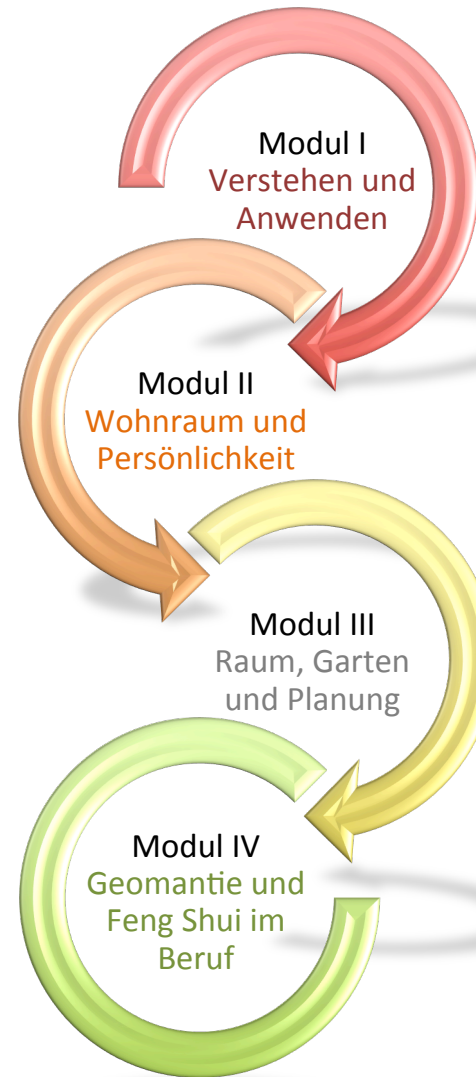 Modul I
Verstehen und
Anwenden
Modul II
Wohnraum und
Persönlichkeit
Modul III
Raum, Garten
und Planung
Modul IV
Geomantie und
Feng Shui im
Beruf